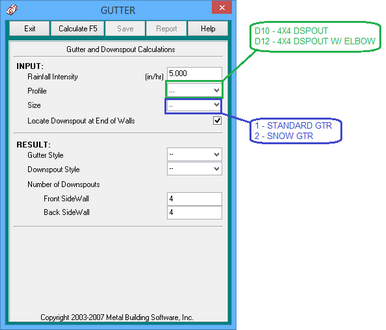 GUTTER
Exit
Calculate F5
Save
Report
Help
Gutter and Downspout Calculations
INPUT:
Rainfall Intensity (in/hr) 5.000
Profile ...
Size ..
Locate Downspout at End of Walls
RESULT:
Gutter Style --
Downspout Style --
Number of Downspouts
Front SideWall 4
Back SideWall 4
Copyright 2003-2007 Metal Building Software, Inc.
D10 - 4X4 DSPOUT
D12 - 4X4 DSPOUT W/ ELBOW
1 - STANDARD GTR
2 - SNOW GTR